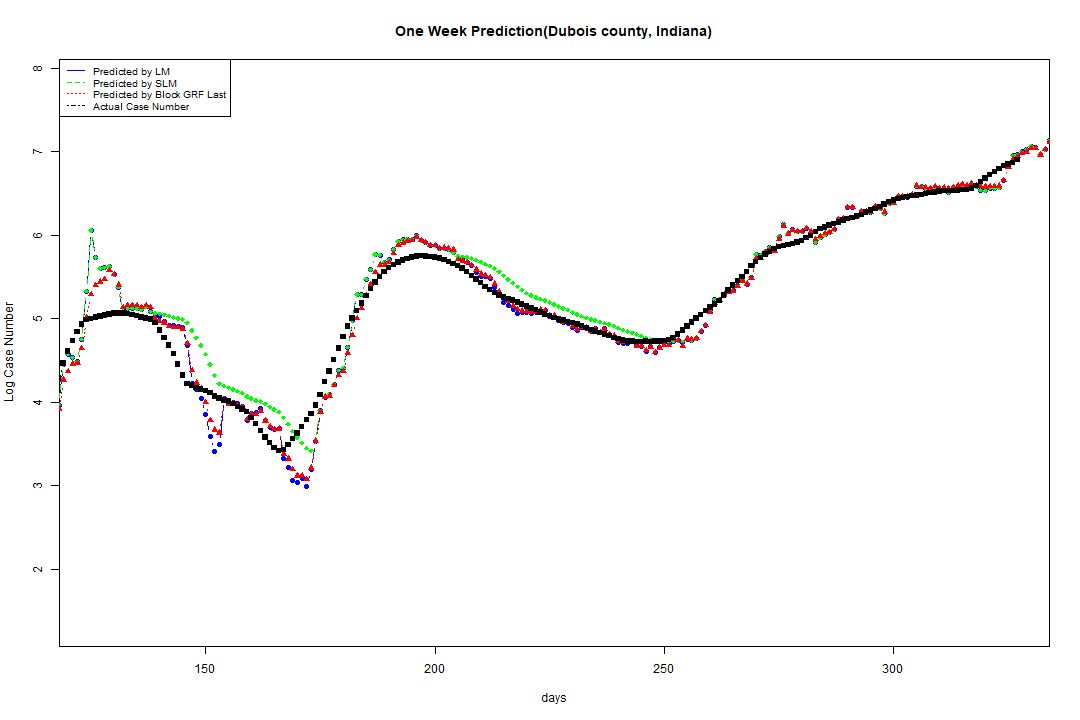 One Week Prediction(Dubois county, Indiana)
Predicted by LM
Predicted by SLM
Predicted by Block GRF Last
Actual Case Number
8
7
6
5
4
3
2
Log Case Number
150 200 250 300
days